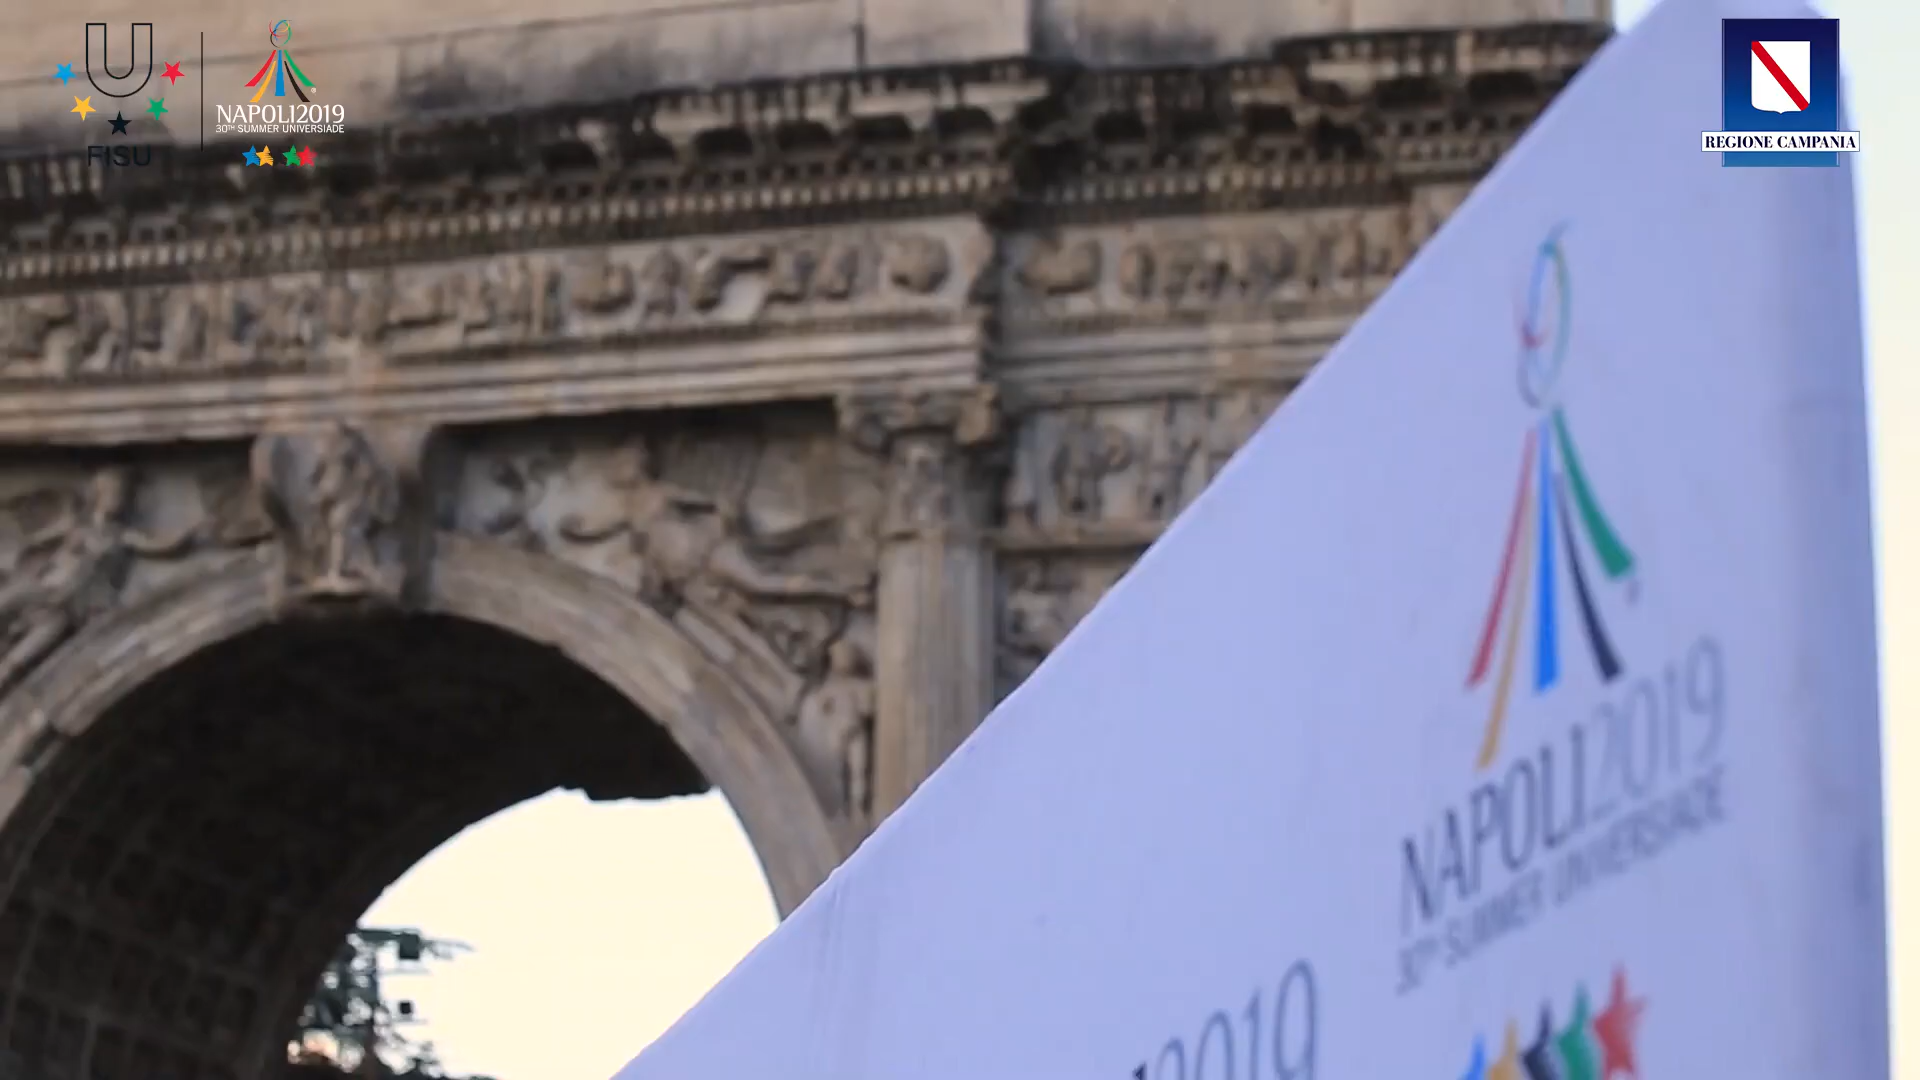 FISU
NAPOLI2019
30TH SUMMER UNIVERSIADE
REGIONE CAMPANIA
NAPOLI2019
30TH SUMMER UNIVERSIADE
2019